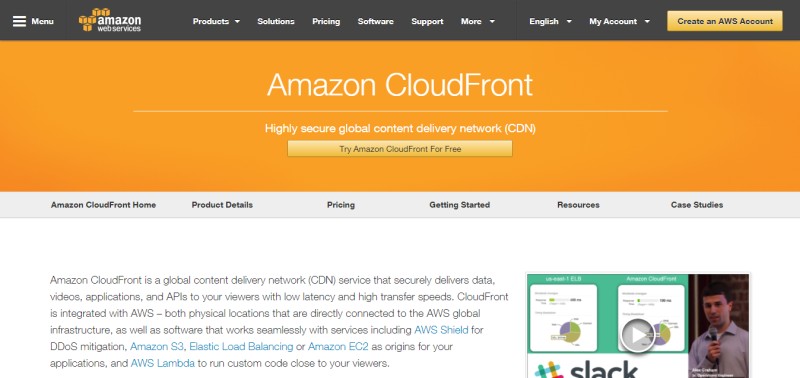 Menu
amazon
webservices
Products
Solutions
Pricing
Software
Support
More
English
My Account
Create an AWS Account
Amazon CloudFront
Highly secure global content delivery network (CDN)
Try Amazon CloudFront For Free
Amazon CloudFront Home
Product Details
Pricing
Getting Started
Resources
Case Studies
Amazon CloudFront is a global content delivery network (CDN) service that securely delivers data,
videos, applications, and APIs to your viewers with low latency and high transfer speeds. CloudFront
is integrated with AWS – both physical locations that are directly connected to the AWS global
infrastructure, as well as software that works seamlessly with services including AWS Shield for
DDoS mitigation, Amazon S3, Elastic Load Balancing or Amazon EC2 as origins for your
applications, and AWS Lambda to run custom code close to your viewers.
us-east-1 ELB
Amazon CloudFront
slack